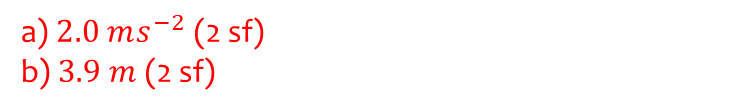 a) 2.0 ms⁻² (2 sf)
b) 3.9 m (2 sf)